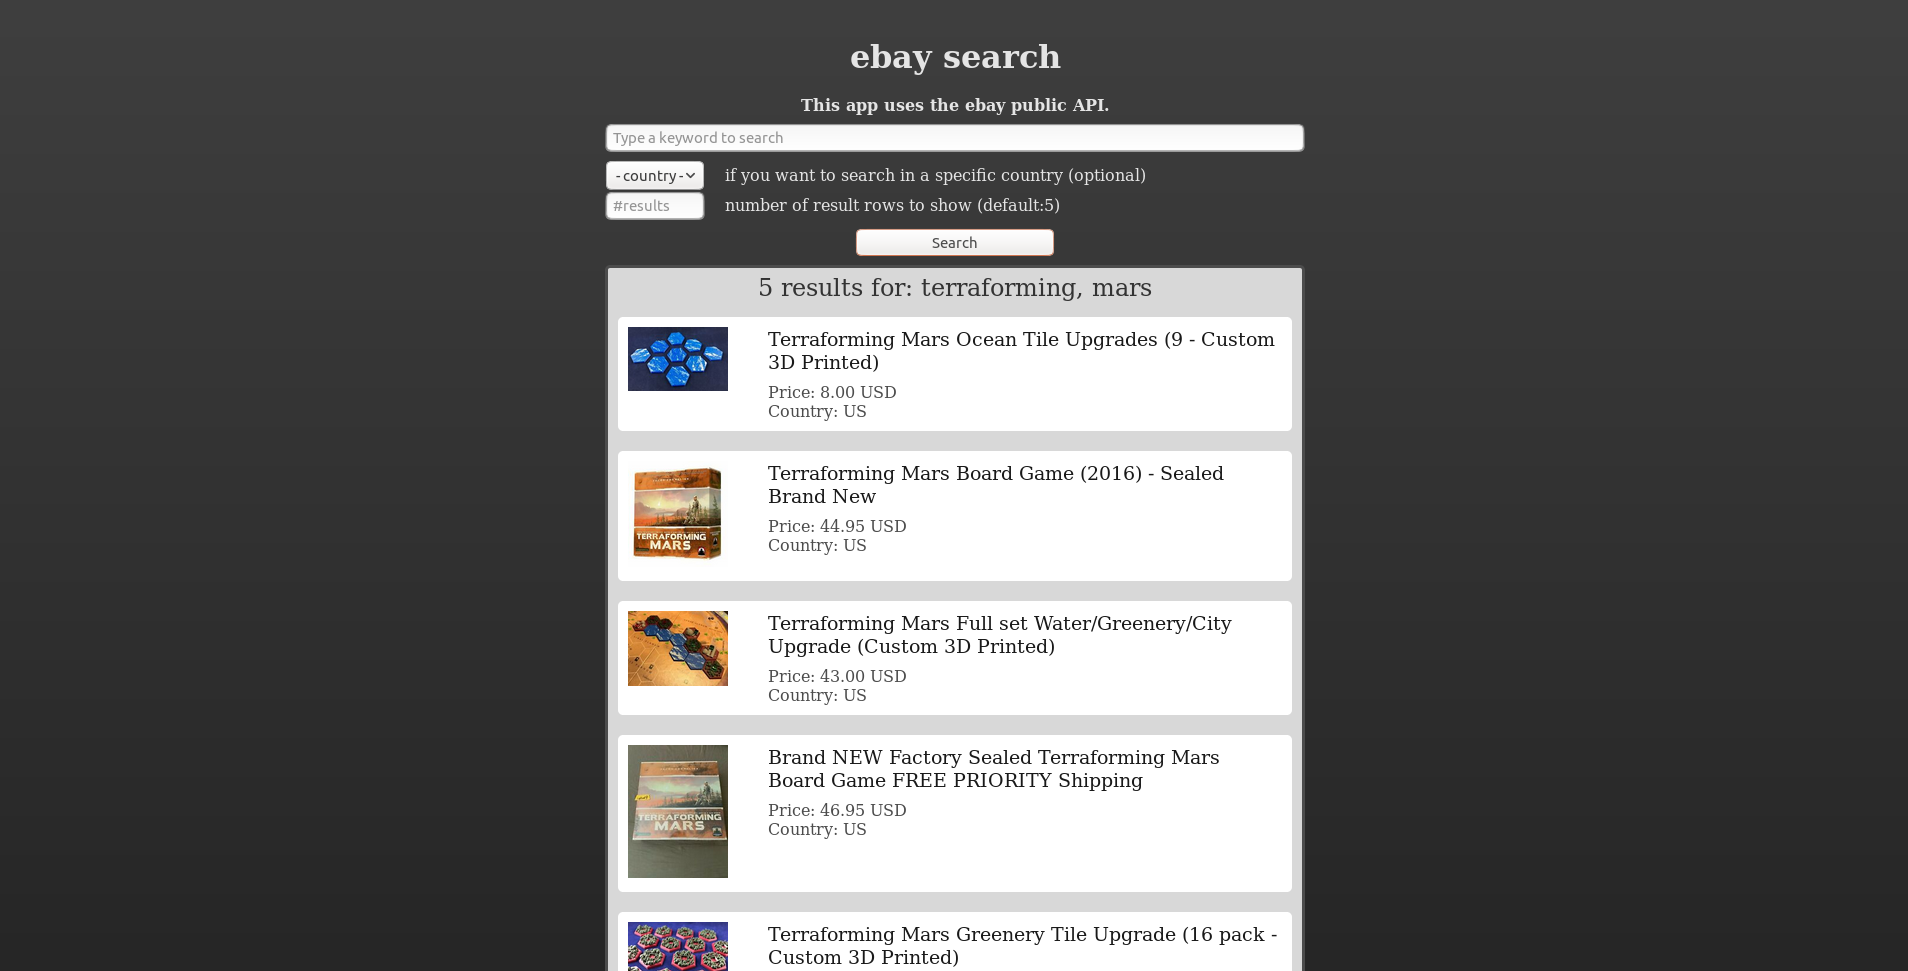 ebay search
This app uses the ebay public API.
Type a keyword to search
- country -
if you want to search in a specific country (optional)
#results
number of result rows to show (default:5)
Search
5 results for: terraforming, mars
Terraforming Mars Ocean Tile Upgrades (9 - Custom
3D Printed)
Price: 8.00 USD
Country: US
TERRAFORMING
MARS
Terraforming Mars Board Game (2016) - Sealed
Brand New
Price: 44.95 USD
Country: US
Terraforming Mars Full set Water/Greenery/City
Upgrade (Custom 3D Printed)
Price: 43.00 USD
Country: US
TERRAFORMING
MARS
Brand NEW Factory Sealed Terraforming Mars
Board Game FREE PRIORITY Shipping
Price: 46.95 USD
Country: US
Terraforming Mars Greenery Tile Upgrade (16 pack -
Custom 3D Printed)